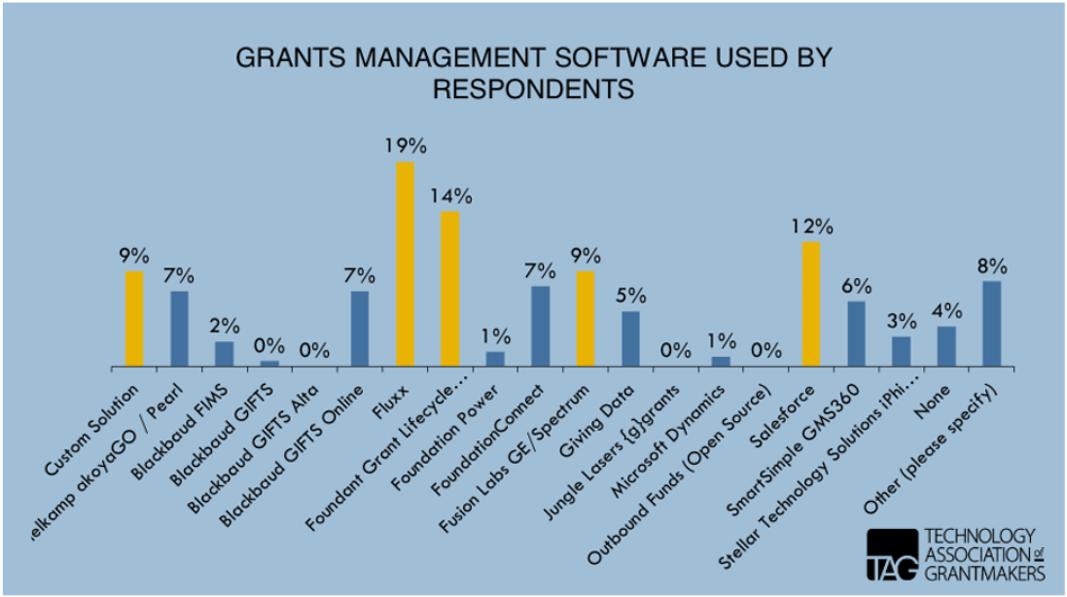 GRANTS MANAGEMENT SOFTWARE USED BY
RESPONDENTS
9%
7%
2%
0%
0%
7%
19%
14%
1%
7%
9%
5%
0%
1%
0%
12%
6%
3%
4%
8%
Custom Solution
elkamp akoyaGO / Pearl
Blackbaud FIMS
Blackbaud GIFTS
Blackbaud GIFTS Alta
Blackbaud GIFTS Online
Fluxx
Foundant Grant Lifecycle...
Foundation Power
FoundationConnect
Fusion Labs GE/Spectrum
Giving Data
Jungle Lasers {g}grants
Microsoft Dynamics
Outbound Funds (Open Source)
Salesforce
SmartSimple GMS360
Stellar Technology Solutions iPhi...
None
Other (please specify)
TAG
TECHNOLOGY
ASSOCIATION OF
GRANTMAKERS